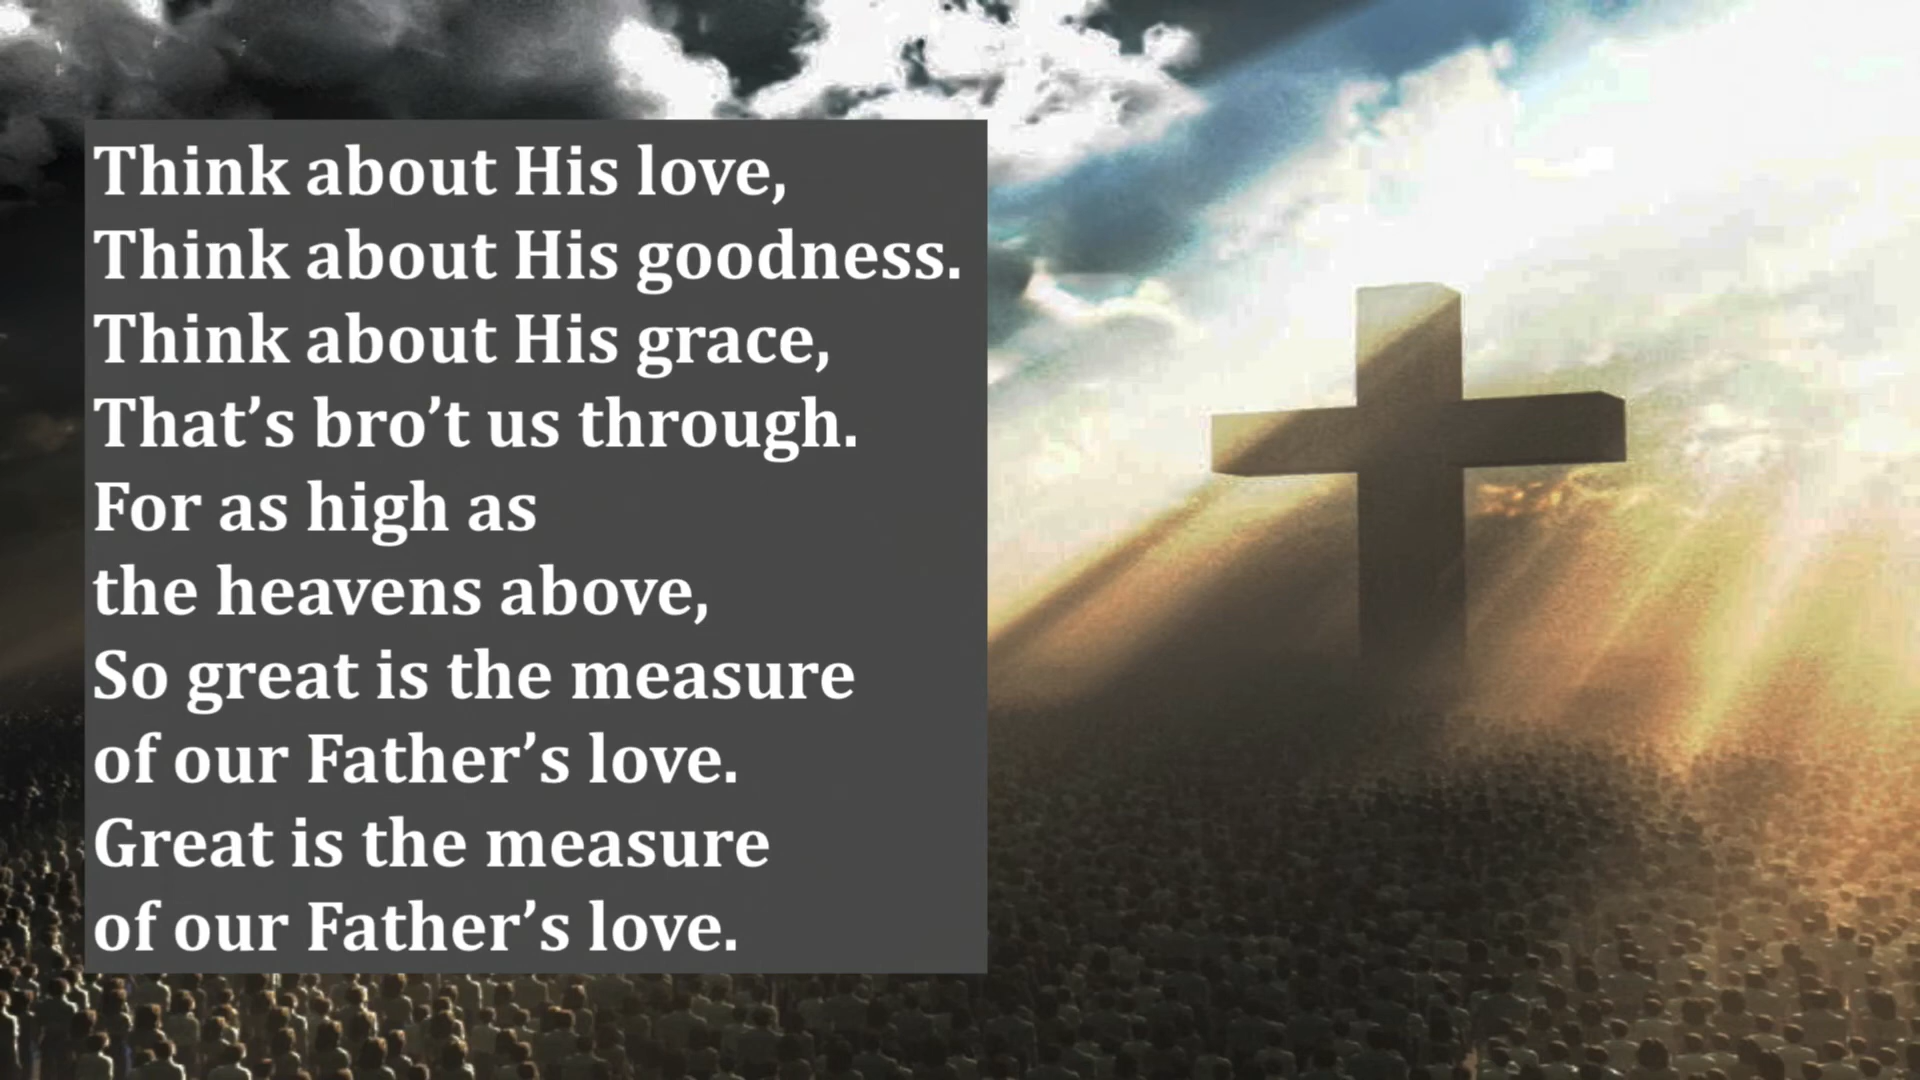 Think about His love,
Think about His goodness.
Think about His grace,
That’s bro’t us through.
For as high as
the heavens above,
So great is the measure
of our Father’s love.
Great is the measure
of our Father’s love.